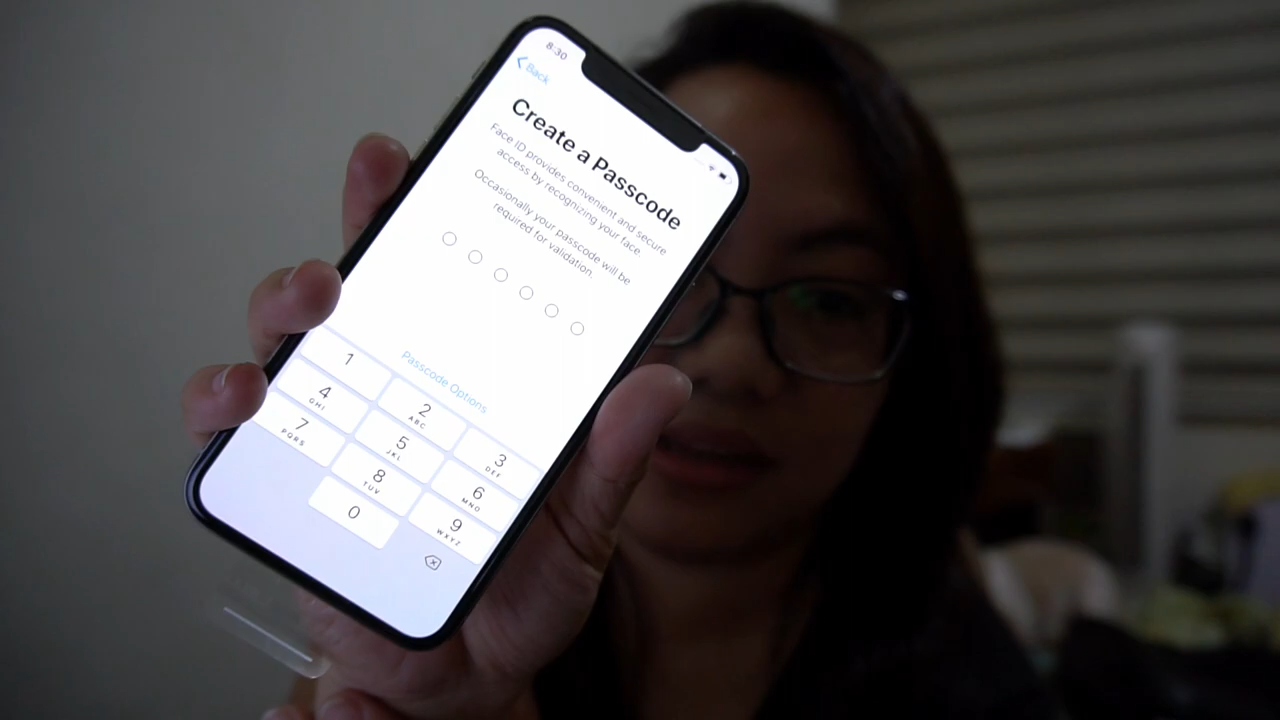 8:30
Back
Create a Passcode
Face ID provides convenient and secure
access by recognizing your face.
Occasionally your passcode will be
required for validation.
Passcode Options
1
2
ABC
3
DEF
4
GHI
5
JKL
6
MNO
7
PQRS
8
TUV
9
WXYZ
0